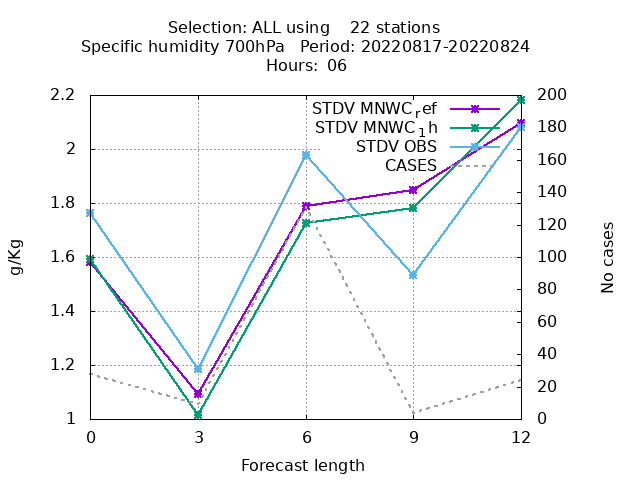 Selection: ALL using    22 stations
Specific humidity 700hPa   Period: 20220817-20220824
Hours: 06
STDV MNWC_ref
STDV MNWC_1h
STDV OBS
CASES
2.2
2
1.8
1.6
1.4
1.2
1
200
180
160
140
120
100
80
60
40
20
0
g/Kg
No cases
0 3 6 9 12
Forecast length